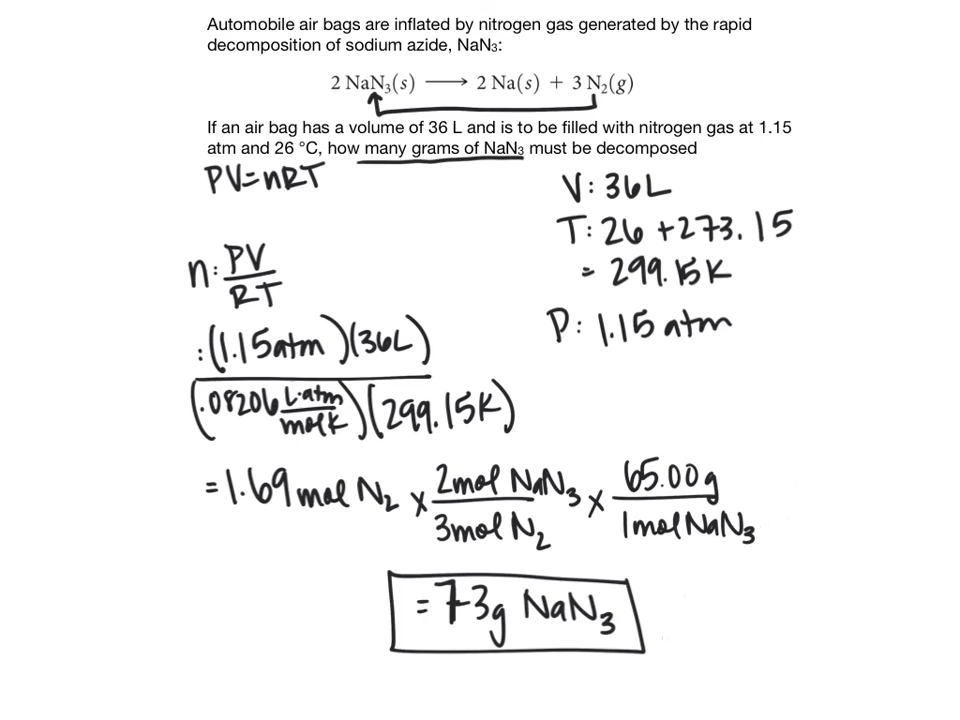 Automobile air bags are inflated by nitrogen gas generated by the rapid
decomposition of sodium azide, NaN₃:
2 NaN₃(s) ⟶ 2 Na(s) + 3 N₂(g)
If an air bag has a volume of 36 L and is to be filled with nitrogen gas at 1.15
atm and 26 °C, how many grams of NaN₃ must be decomposed
PV=nRT
V: 36L
T: 26 +273.15
= 299.15K
P: 1.15 atm
n: PV
RT
: (1.15atm)(36L)
(.08206 L·atm
mol K)(299.15K)
=1.69 mol N₂ x 2mol NaN₃ x 65.00g
3mol N₂ 1mol NaN₃
=73g NaN₃